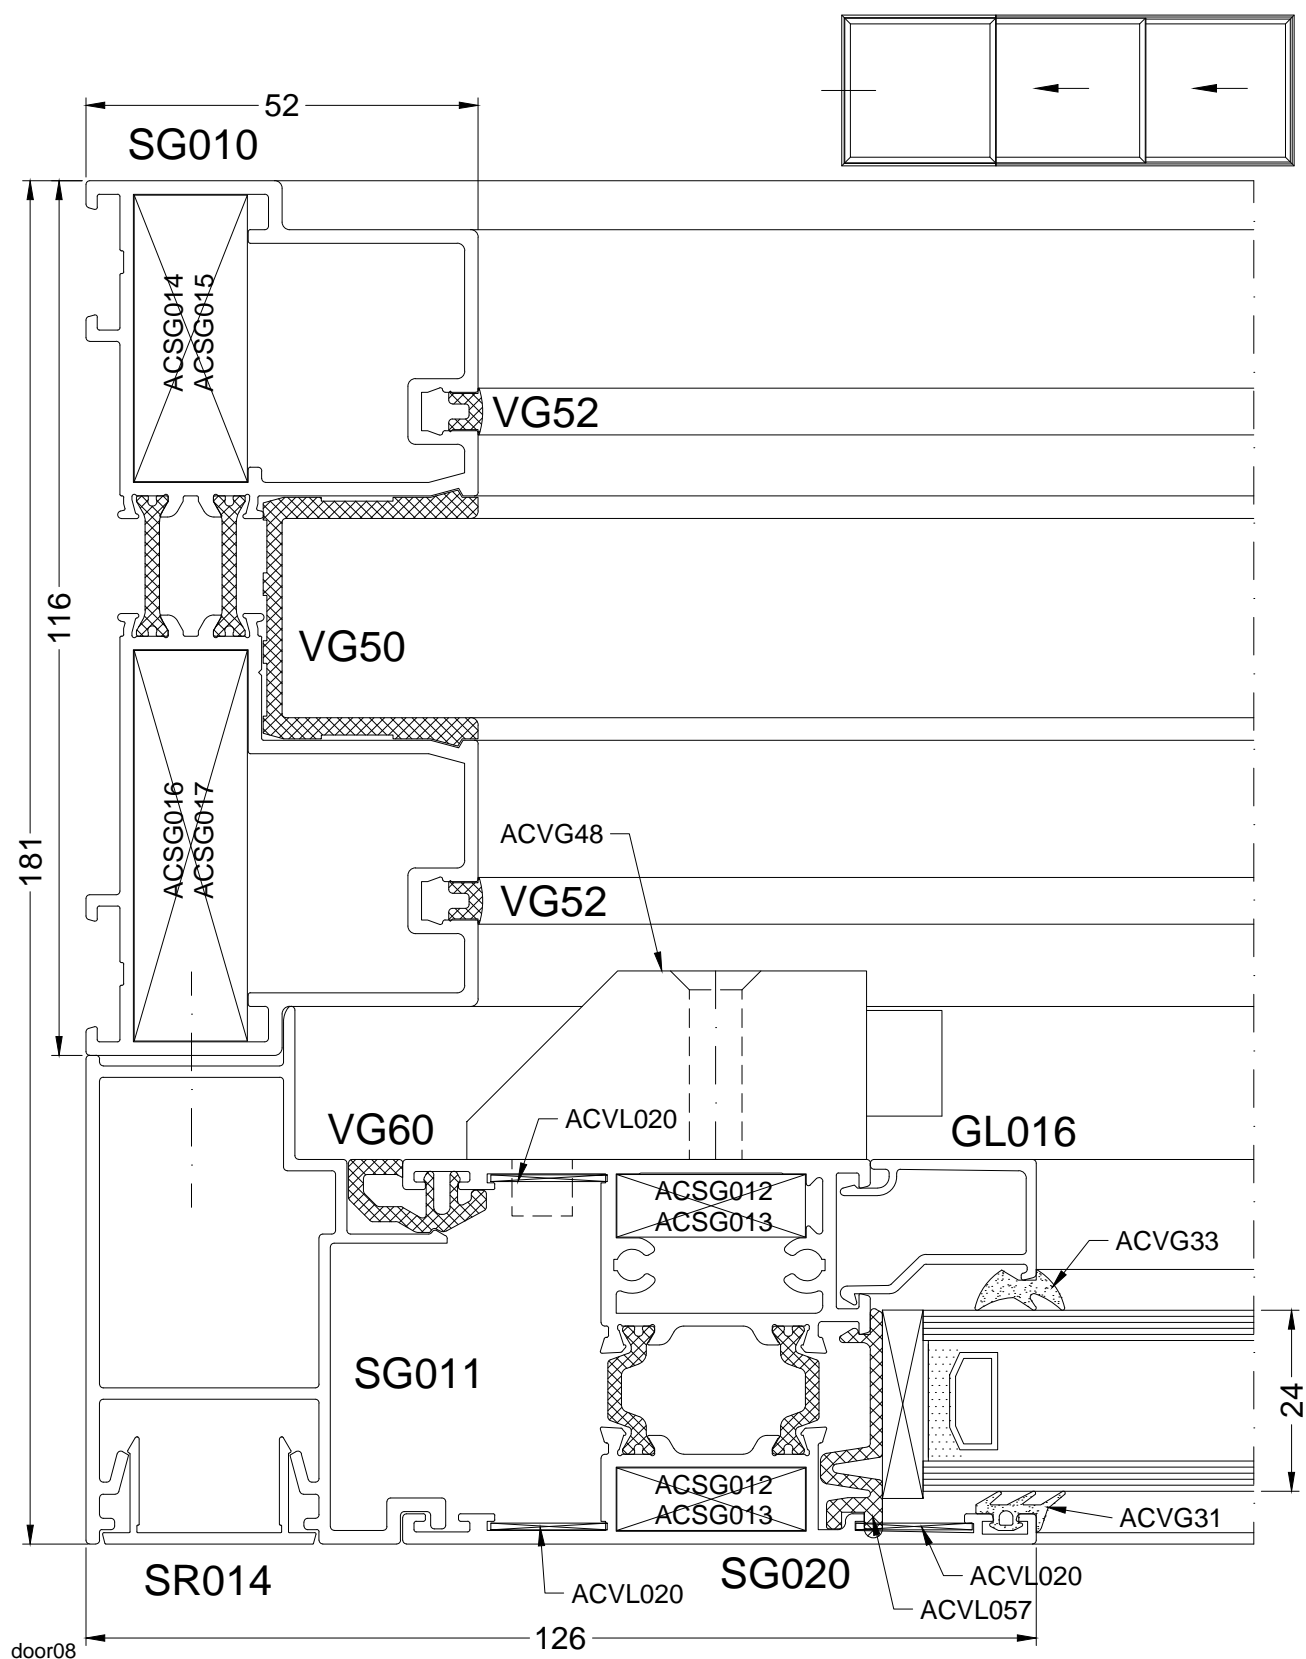 52
SG010
ACSG014
ACSG015
VG52
116
VG50
181
ACSG016
ACSG017
ACVG48
VG52
VG60
ACVL020
GL016
ACSG012
ACSG013
ACVG33
SG011
24
ACSG012
ACSG013
ACVG31
SR014
SG020
ACVL020
ACVL020
ACVL057
126
door08